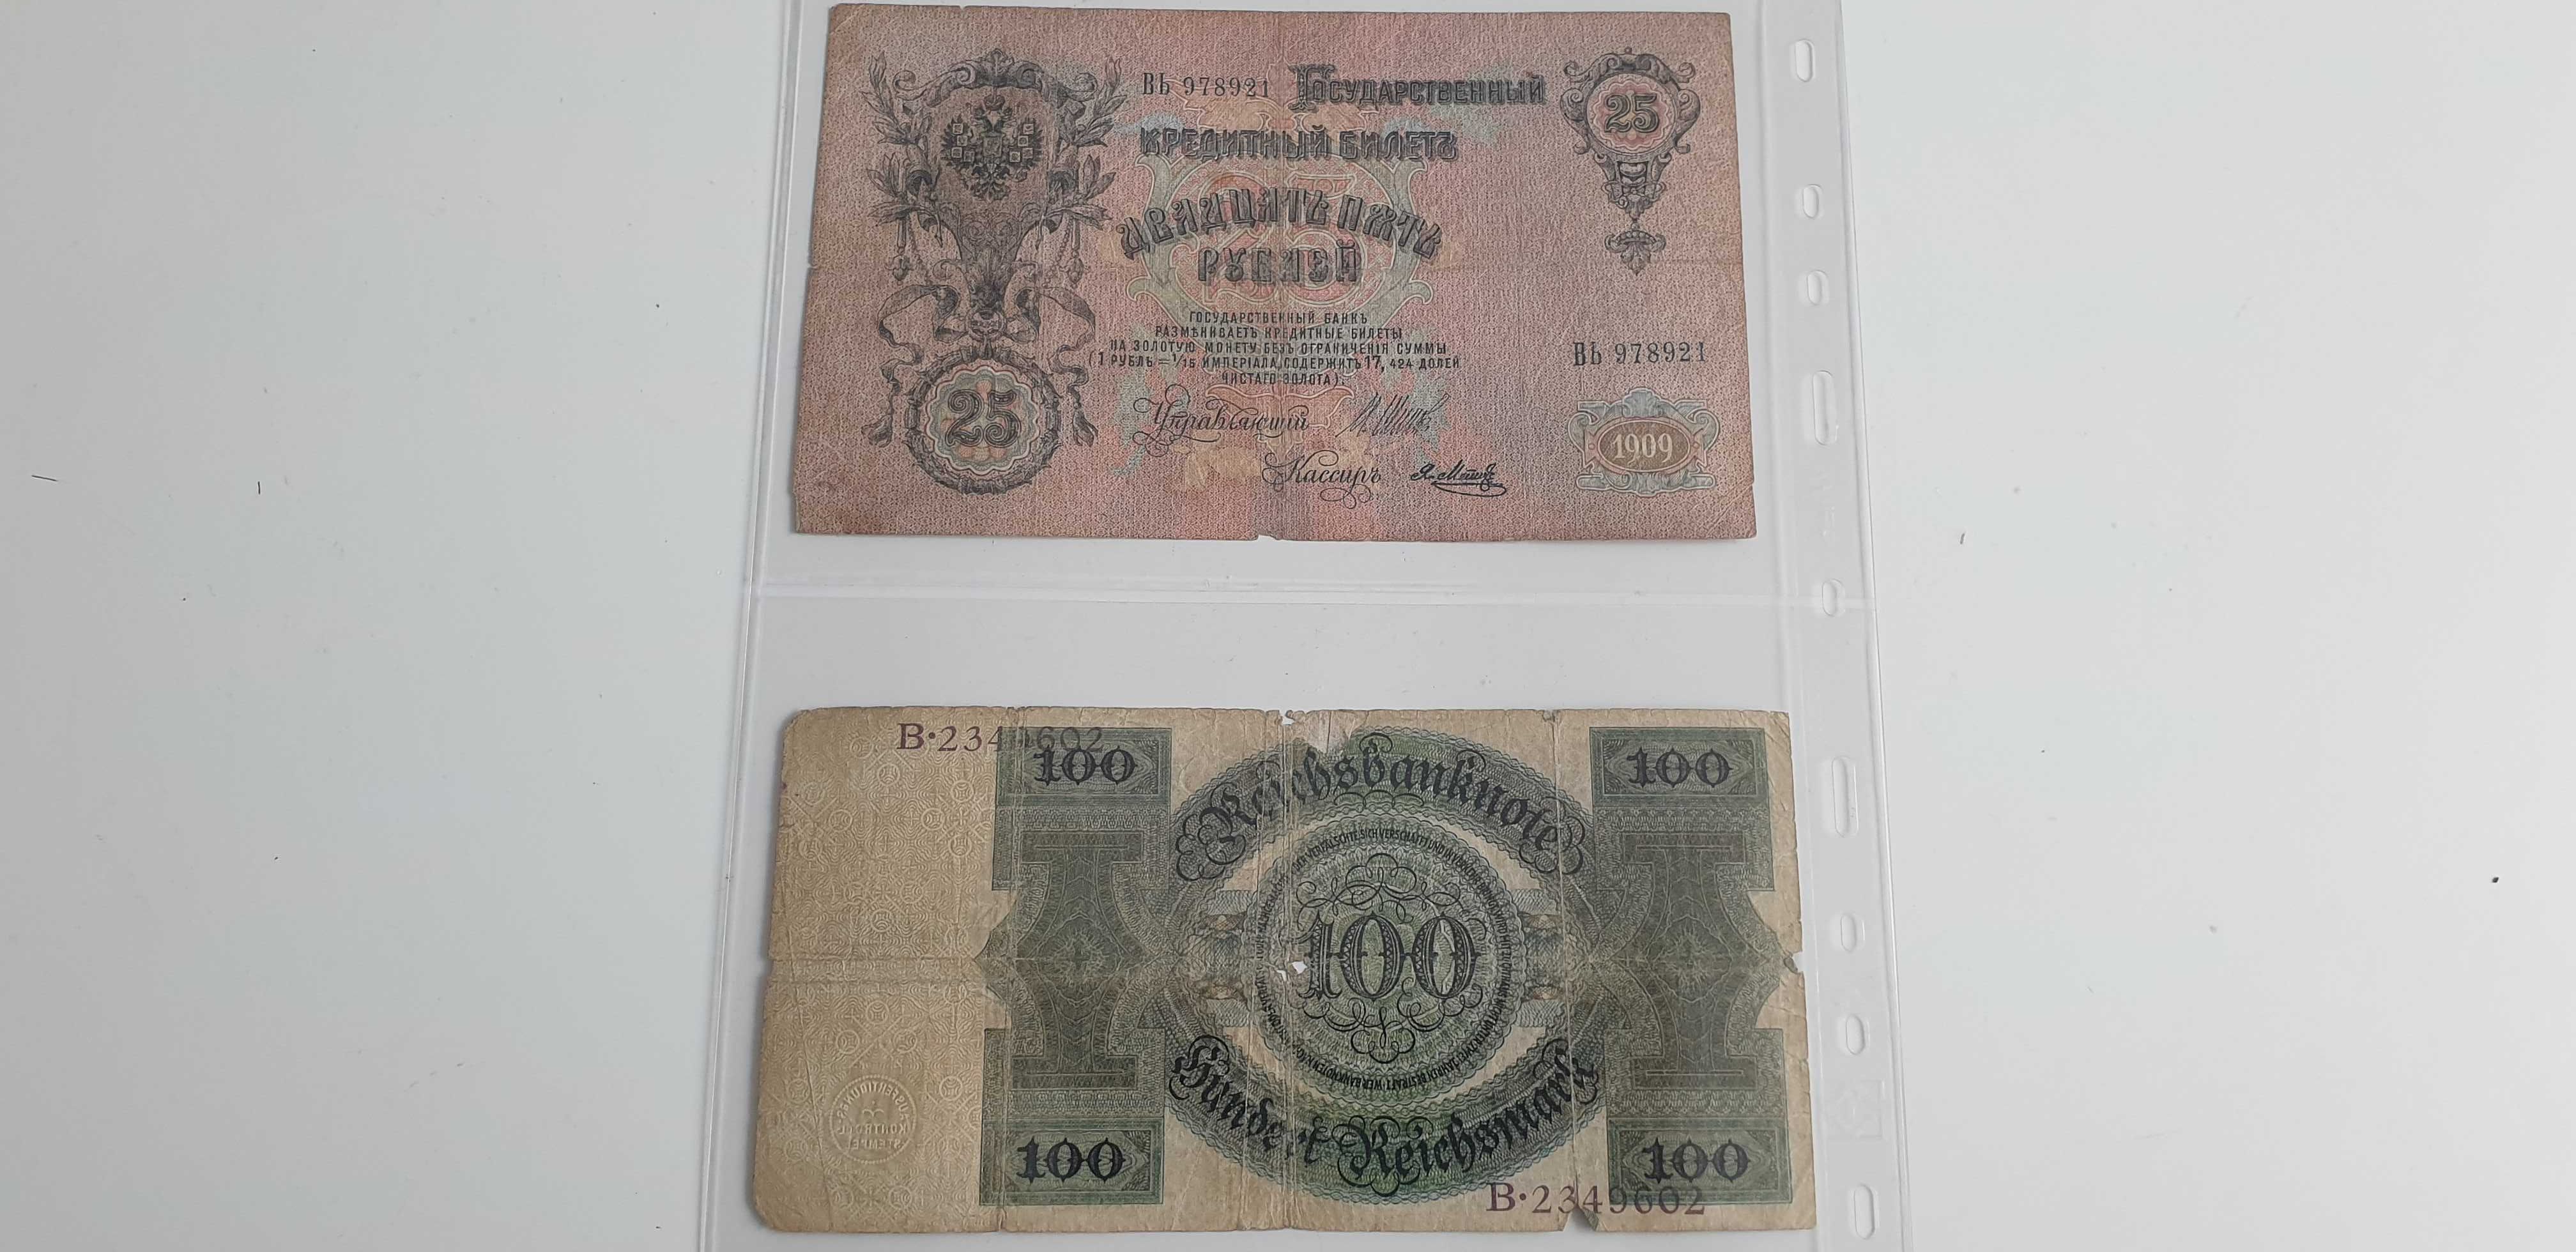 ВЬ 978921 Государственный
25
кредитный билетъ
двадцать пять
рублей
государственный банкъ
размѣниваетъ кредитные билеты
на золотую монету безъ ограниченія суммы
(1 рубль = 1/15 имперіала, содержитъ 17,424 долей
чистаго золота).
ВЬ 978921
25
Управляющій
1909
Кассиръ
B·2349602
100
100
Reichsbanknote
100
100
100
Hundert Reichsmark
B·2349602